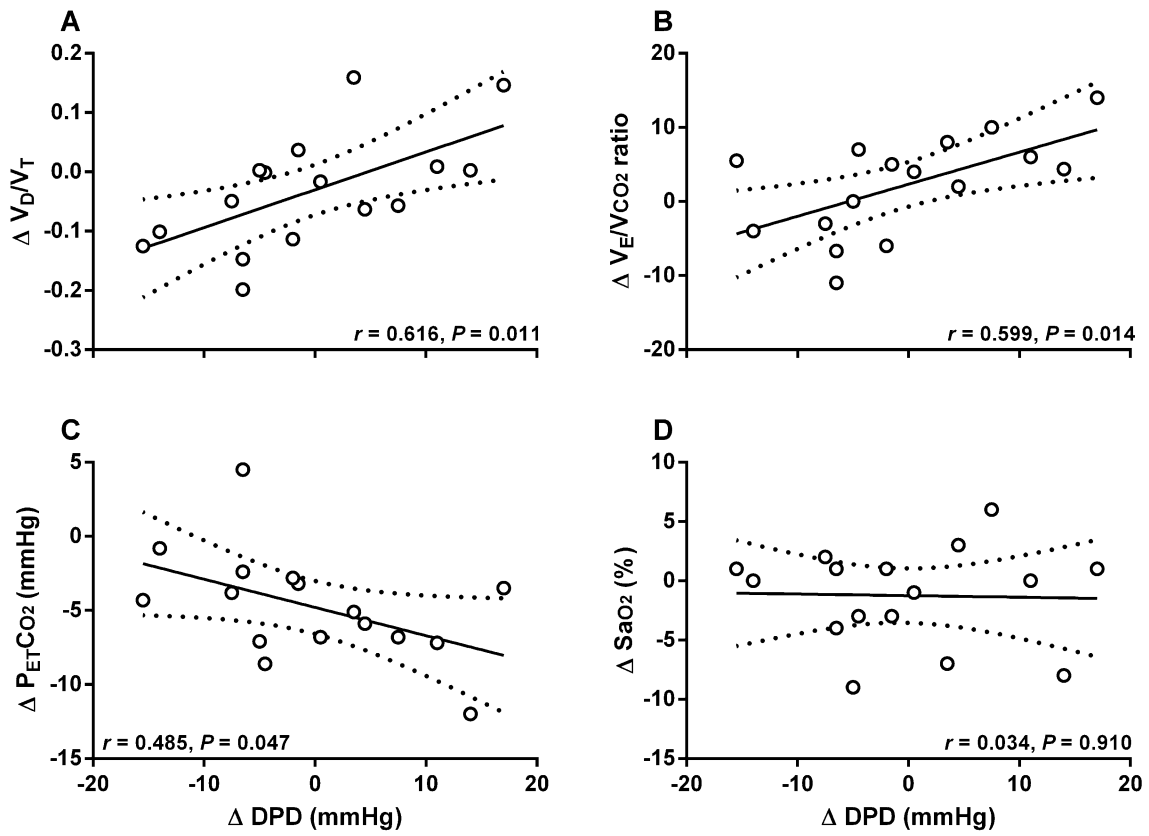 A
0.2
0.1
0.0
-0.1
-0.2
-0.3
Δ VD/VT
r = 0.616, P = 0.011
B
20
10
0
-10
-20
Δ VE/VCO2 ratio
r = 0.599, P = 0.014
C
5
0
-5
-10
-15
Δ PETCO2 (mmHg)
r = 0.485, P = 0.047
-20 -10 0 10 20
Δ DPD (mmHg)
D
10
5
0
-5
-10
-15
Δ SaO2 (%)
r = 0.034, P = 0.910
-20 -10 0 10 20
Δ DPD (mmHg)